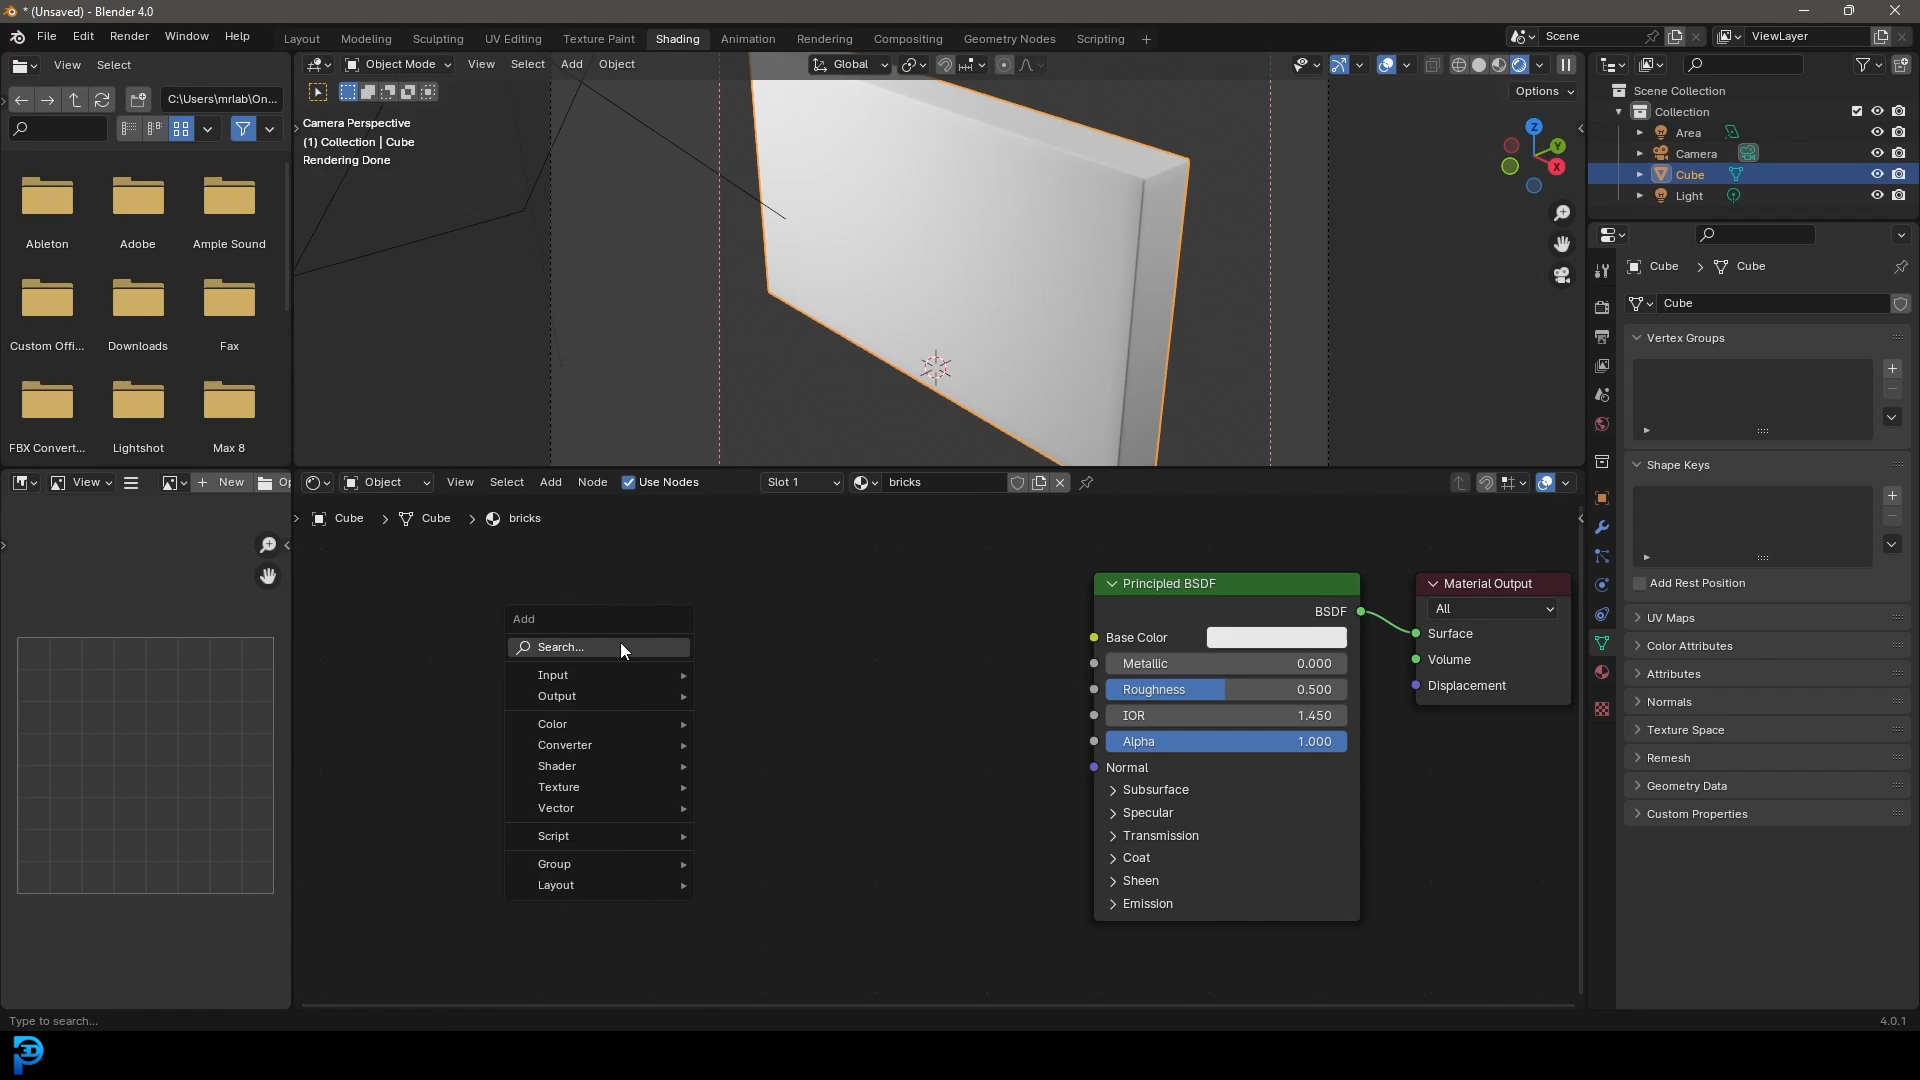 * (Unsaved) - Blender 4.0
File Edit Render Window Help
Layout Modeling Sculpting UV Editing Texture Paint Shading Animation Rendering Compositing Geometry Nodes Scripting +
Scene
ViewLayer
View Select
C:\Users\mrlab\On...
Ableton Adobe Ample Sound
Custom Offi... Downloads Fax
FBX Convert... Lightshot Max 8
Object Mode View Select Add Object
Global
Options
Camera Perspective
(1) Collection | Cube
Rendering Done
Z
Y
X
Scene Collection
Collection
Area
Camera
Cube
Light
Cube > Cube
Cube
Vertex Groups
Shape Keys
Add Rest Position
UV Maps
Color Attributes
Attributes
Normals
Texture Space
Remesh
Geometry Data
Custom Properties
View
New
Op
Object View Select Add Node Use Nodes Slot 1 bricks
Cube > Cube > bricks
Add
Search...
Input
Output
Color
Converter
Shader
Texture
Vector
Script
Group
Layout
Principled BSDF
BSDF
Base Color
Metallic 0.000
Roughness 0.500
IOR 1.450
Alpha 1.000
Normal
Subsurface
Specular
Transmission
Coat
Sheen
Emission
Material Output
All
Surface
Volume
Displacement
Type to search...
4.0.1